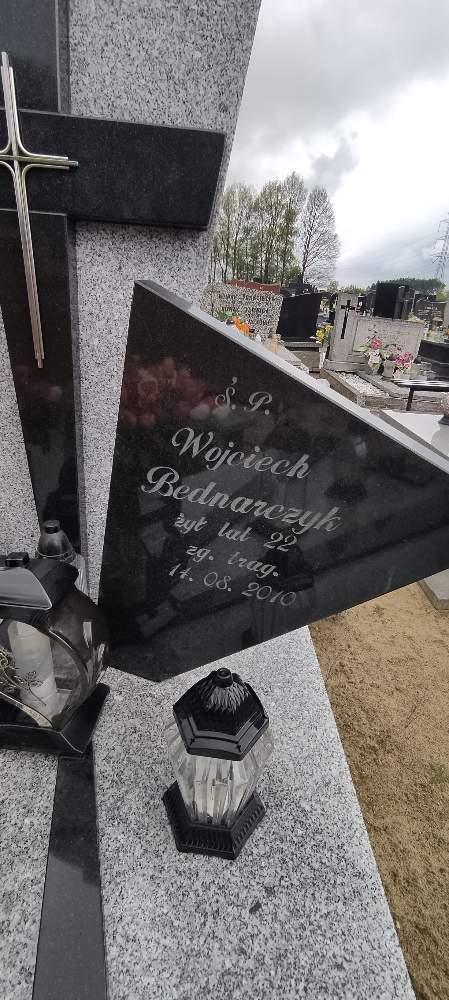 Ś. P.
Wojciech
Bednarczyk
żył lat 22
zg. trag.
14. 08. 2010